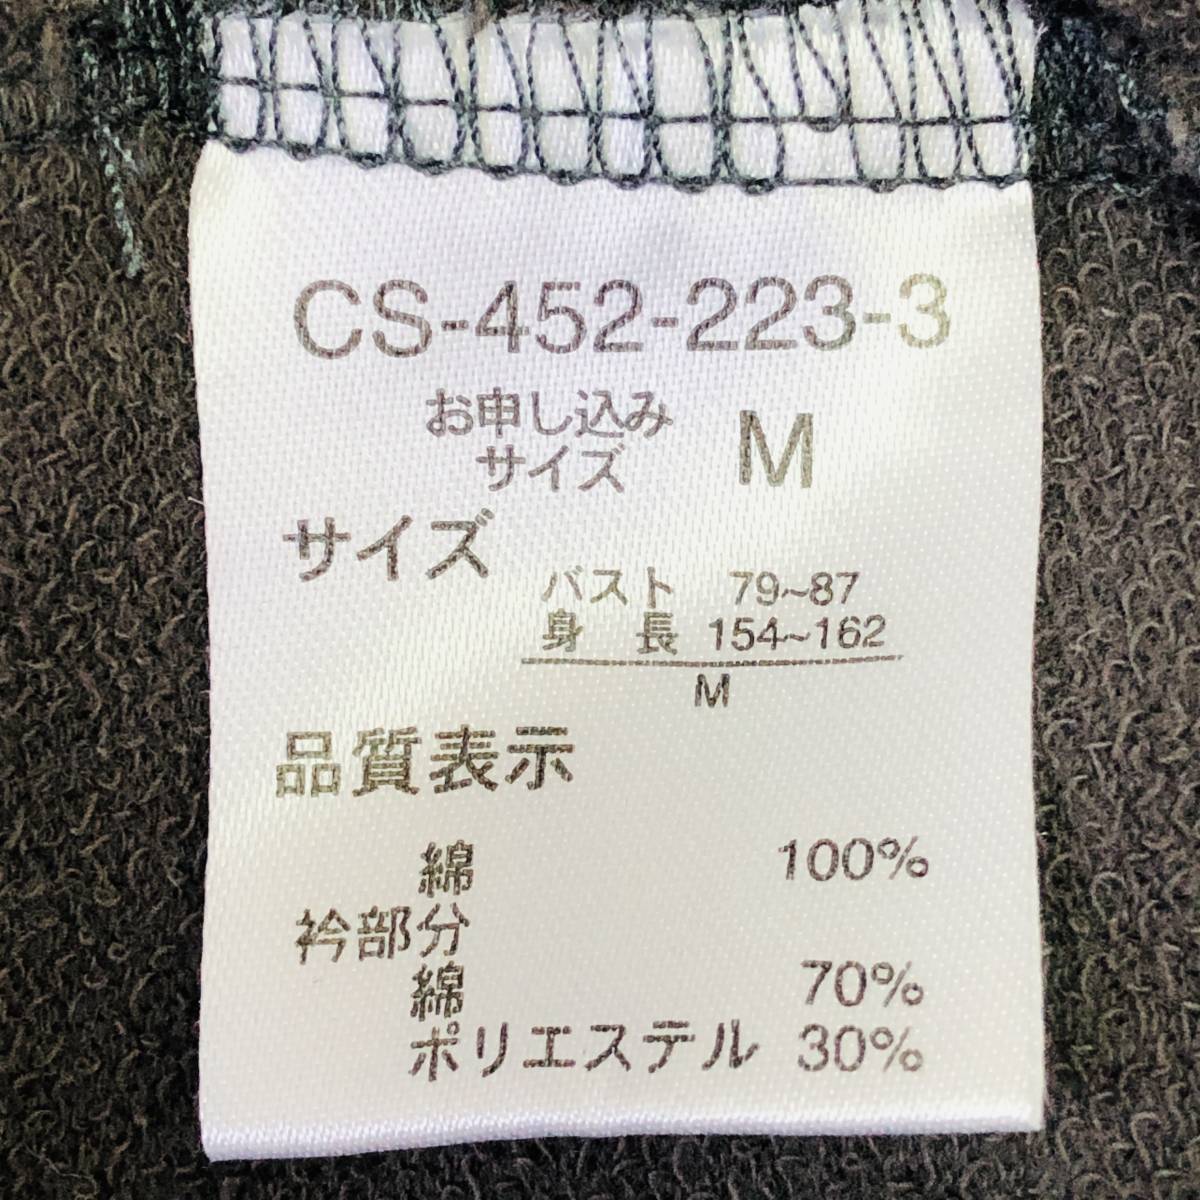 CS-452-223-3
お申し込み
サイズ M
サイズ
バスト 79~87
身長 154~162
M
品質表示
綿 100%
衿部分
綿 70%
ポリエステル 30%